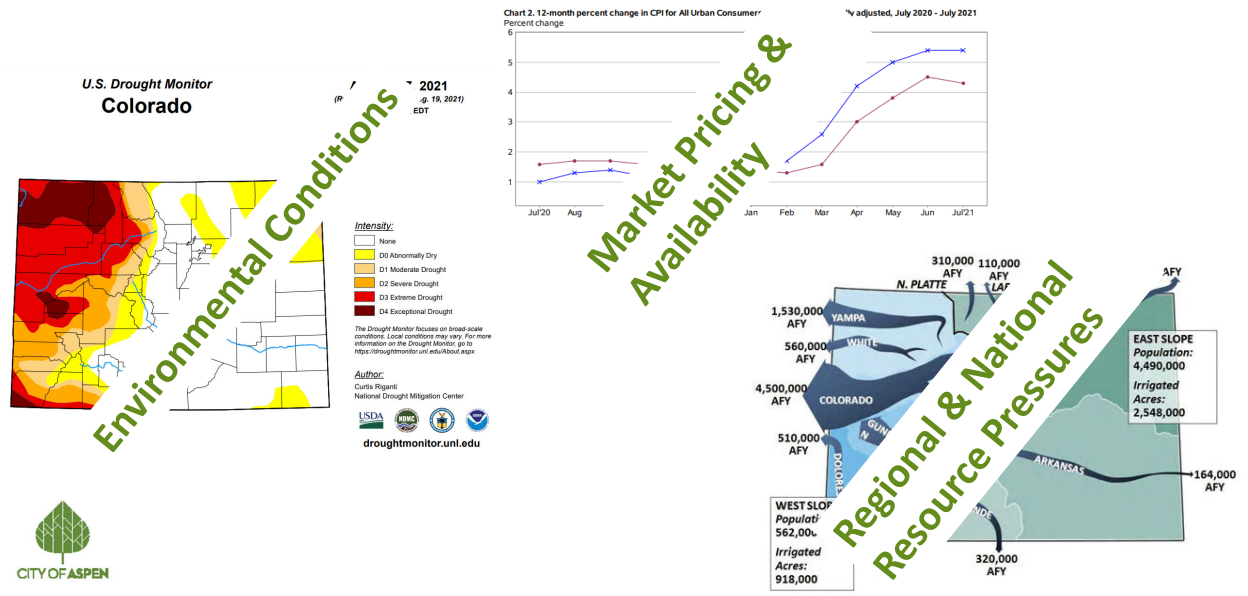 Chart 2. 12-month percent change in CPI for All Urban Consumers
adjusted, July 2020 - July 2021
Percent change
6
5
4
3
2
1
Jul'20 Aug
Jan Feb Mar Apr May Jun Jul'21
Market Pricing &
Availability
U.S. Drought Monitor
Colorado
2021
19, 2021)
EDT
Environmental Conditions
Intensity:
None
D0 Abnormally Dry
D1 Moderate Drought
D2 Severe Drought
D3 Extreme Drought
D4 Exceptional Drought
The Drought Monitor focuses on broad-scale
conditions. Local conditions may vary. For more
information on the Drought Monitor, go to
https://droughtmonitor.unl.edu/About.aspx
Author:
Curtis Riganti
National Drought Mitigation Center
USDA
NDMC
droughtmonitor.unl.edu
CITY OF ASPEN
310,000
AFY
110,000
AFY
AFY
N. PLATTE
1,530,000
AFY
YAMPA
560,000
AFY
WHITE
4,500,000
AFY
COLORADO
510,000
AFY
Regional & National
Resource Pressures
EAST SLOPE
Population:
4,490,000
Irrigated
Acres:
2,548,000
ARKANSAS
164,000
AFY
320,000
AFY
WEST SLOP
Populati
562,000
Irrigated
Acres:
918,000